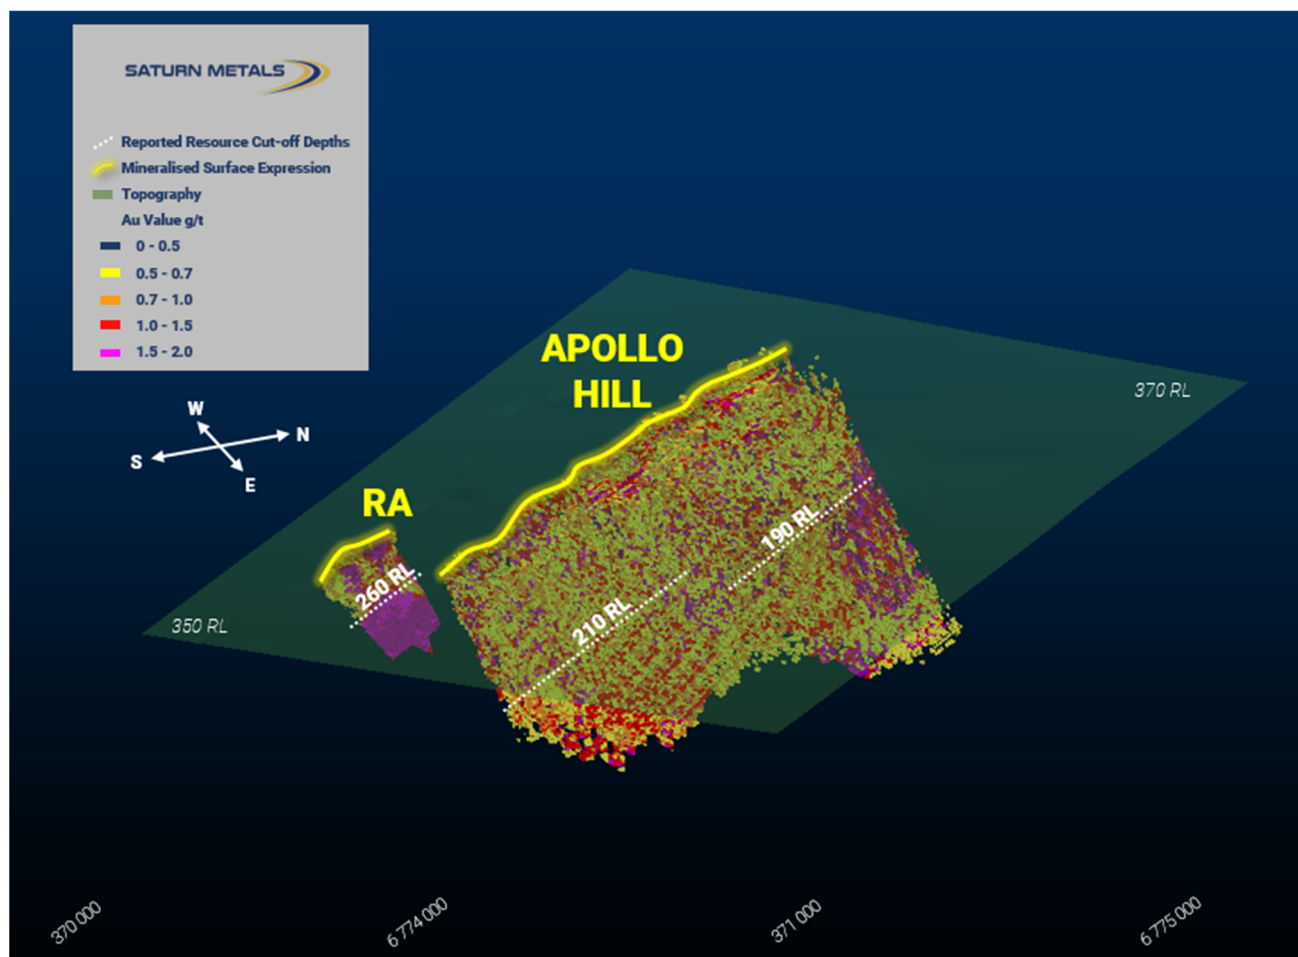 SATURN METALS
Reported Resource Cut-off Depths
Mineralised Surface Expression
Topography
Au Value g/t
0 - 0.5
0.5 - 0.7
0.7 - 1.0
1.0 - 1.5
1.5 - 2.0
W
N
S
E
APOLLO
HILL
RA
370 RL
190 RL
260 RL
210 RL
350 RL
370 000
6 774 000
371 000
6 775 000